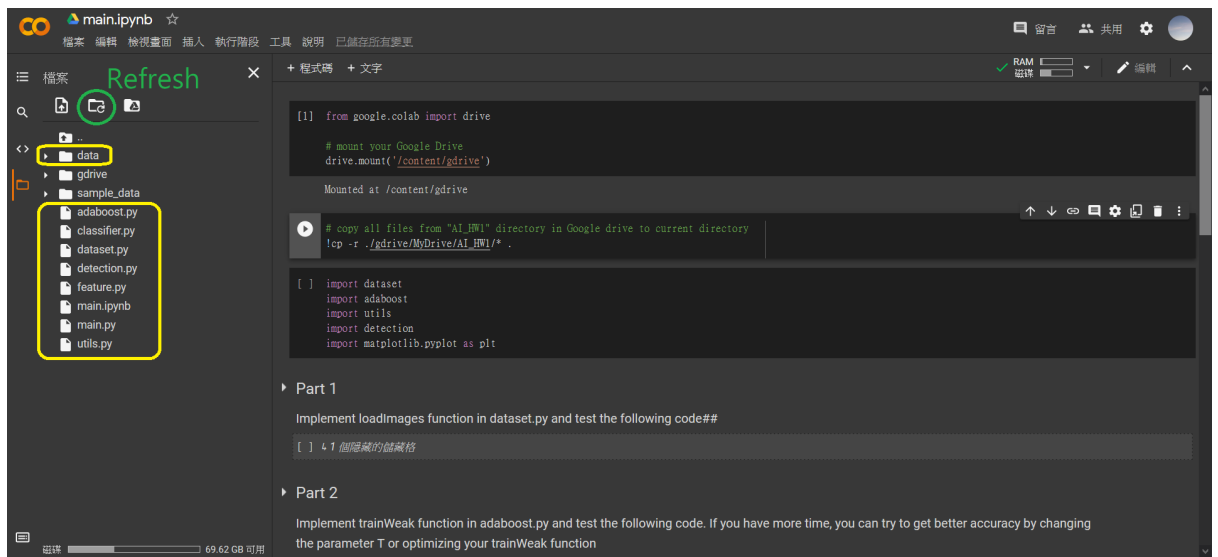 main.ipynb
檔案 編輯 檢視畫面 插入 執行階段 工具 說明 已儲存所有變更
留言 共用
檔案
Refresh
..
data
gdrive
sample_data
adaboost.py
classifier.py
dataset.py
detection.py
feature.py
main.ipynb
main.py
utils.py
磁碟 69.62 GB 可用
+ 程式碼 + 文字
RAM
磁碟
編輯
[1] from google.colab import drive
# mount your Google Drive
drive.mount('/content/gdrive')
Mounted at /content/gdrive
# copy all files from "AI_HW1" directory in Google drive to current directory
!cp -r ./gdrive/MyDrive/AI_HW1/* .
[ ] import dataset
import adaboost
import utils
import detection
import matplotlib.pyplot as plt
Part 1
Implement loadImages function in dataset.py and test the following code##
[ ] ↳ 1 個隱藏的儲藏格
Part 2
Implement trainWeak function in adaboost.py and test the following code. If you have more time, you can try to get better accuracy by changing
the parameter T or optimizing your trainWeak function